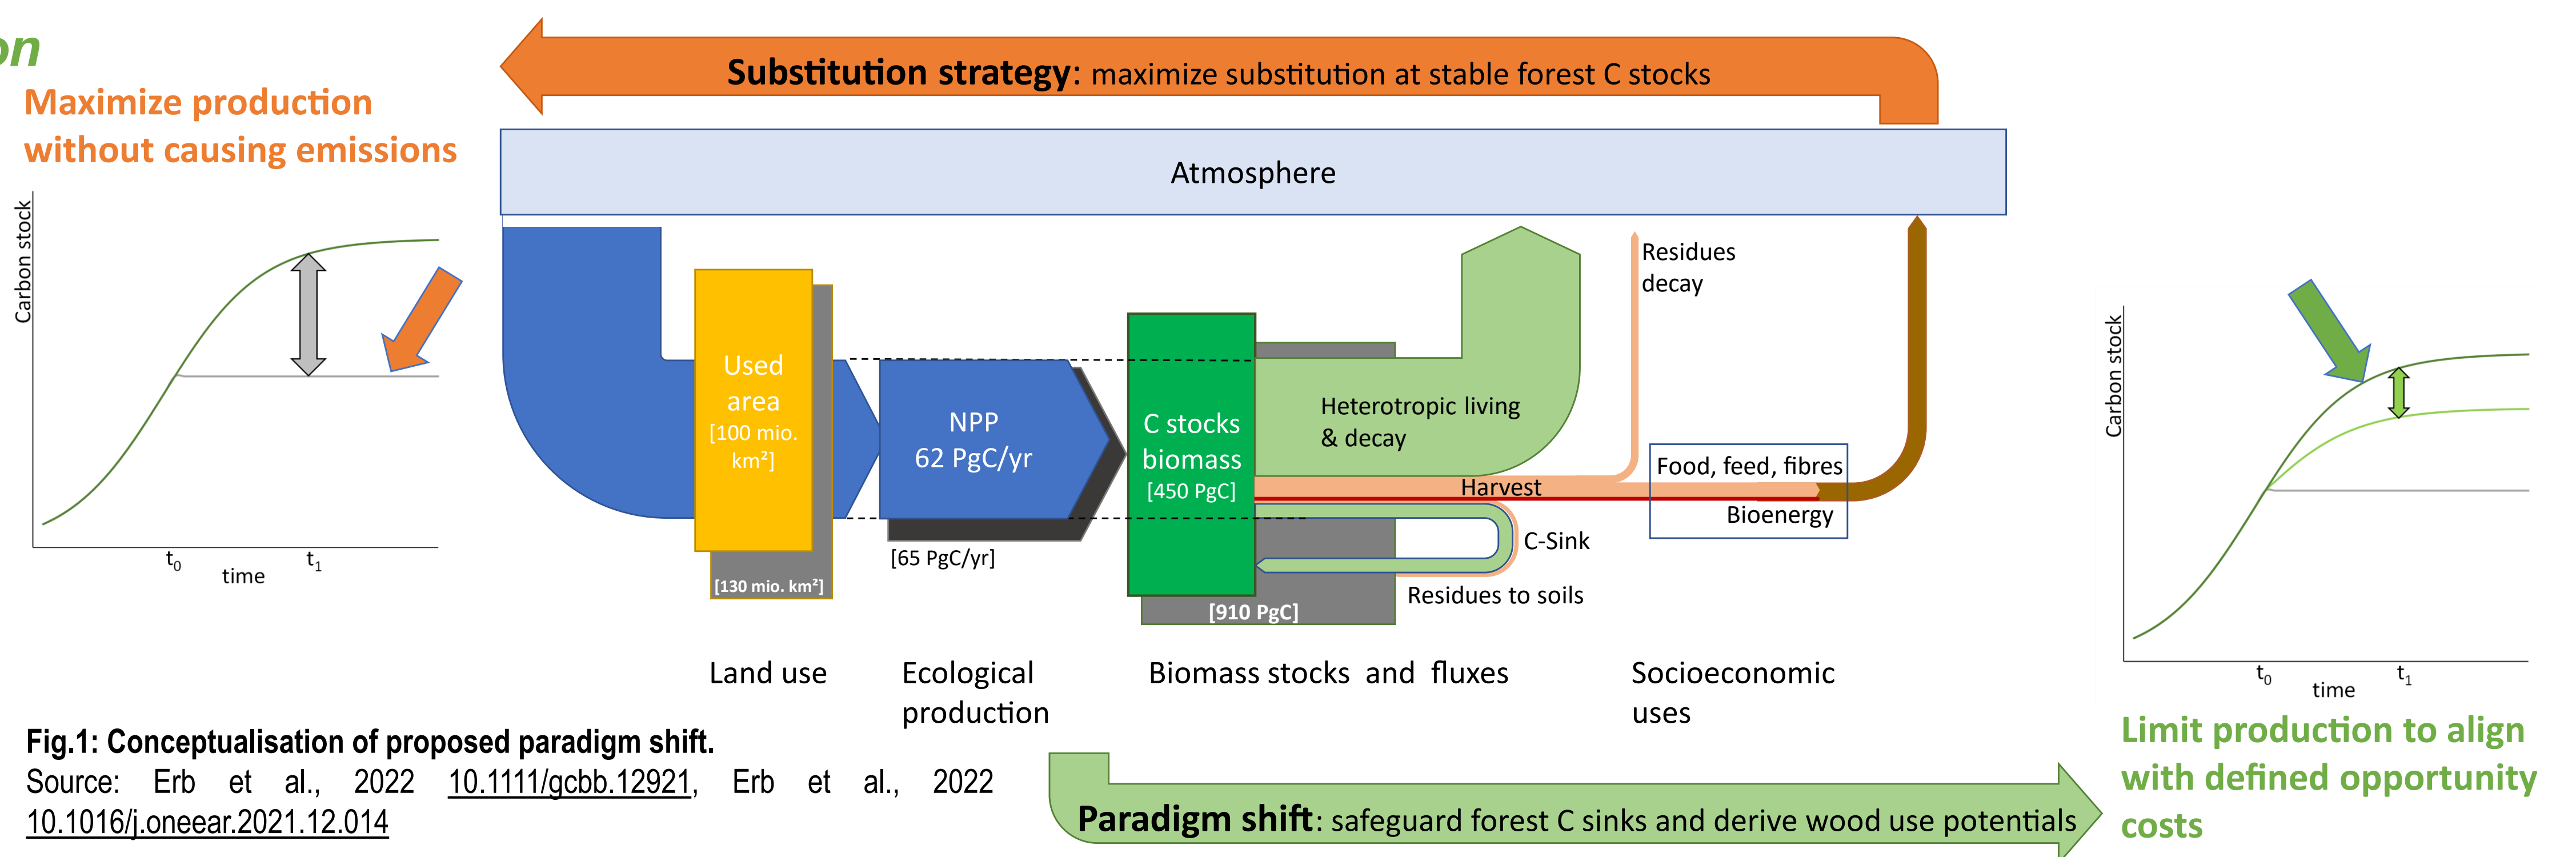 on
Maximize production
without causing emissions
Carbon stock
t0
t1
time
Substitution strategy: maximize substitution at stable forest C stocks
Atmosphere
Used
area
[100 mio.
km²]
[130 mio. km²]
NPP
62 PgC/yr
[65 PgC/yr]
C stocks
biomass
[450 PgC]
[910 PgC]
Heterotropic living
& decay
Residues
decay
Harvest
Food, feed, fibres
Bioenergy
C-Sink
Residues to soils
Land use
Ecological
production
Biomass stocks and fluxes
Socioeconomic
uses
Carbon stock
t0
t1
time
Limit production to align
with defined opportunity
costs
Paradigm shift: safeguard forest C sinks and derive wood use potentials
Fig.1: Conceptualisation of proposed paradigm shift.
Source: Erb et al., 2022 10.1111/gcbb.12921, Erb et al., 2022
10.1016/j.oneear.2021.12.014